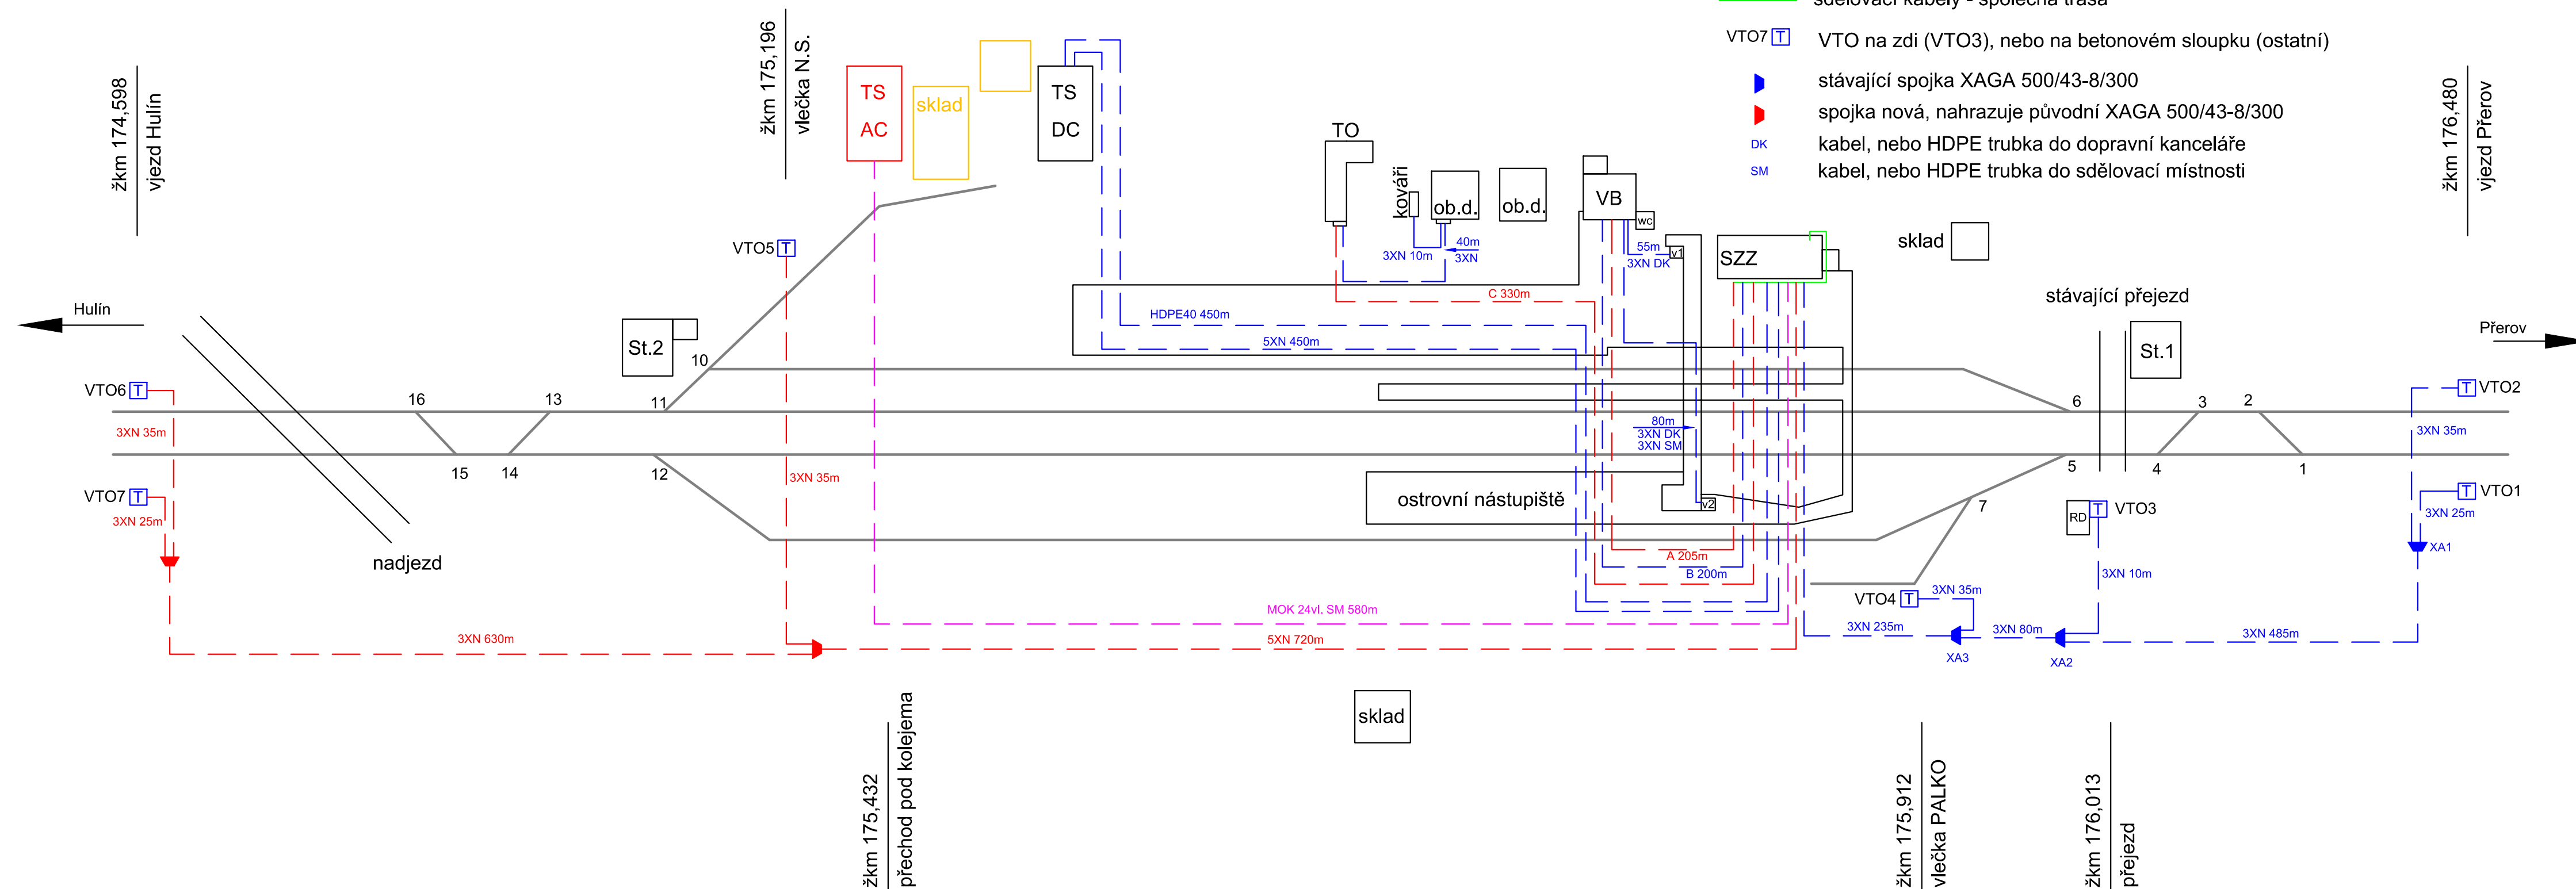 sdělovací kabely - společná trasa
VTO7 T VTO na zdi (VTO3), nebo na betonovém sloupku (ostatní)
stávající spojka XAGA 500/43-8/300
spojka nová, nahrazuje původní XAGA 500/43-8/300
DK kabel, nebo HDPE trubka do dopravní kanceláře
SM kabel, nebo HDPE trubka do sdělovací místnosti
žkm 174,598
vjezd Hulín
žkm 175,196
vlečka N.S.
TS
AC
sklad
TS
DC
TO
kováři
ob.d.
ob.d.
VB
wc
v1
SZZ
sklad
žkm 176,480
vjezd Přerov
VTO5 T
3XN 10m
40m
3XN
55m
3XN DK
C 330m
HDPE40 450m
5XN 450m
stávající přejezd
Hulín
St.2
10
St.1
Přerov
VTO6 T
16
13
11
6
3
2
T VTO2
3XN 35m
80m
3XN DK
3XN SM
3XN 35m
15
14
12
5
4
1
VTO7 T
3XN 25m
3XN 35m
ostrovní nástupiště
v2
7
RD
T VTO3
T VTO1
3XN 25m
nadjezd
A 205m
B 200m
XA1
3XN 10m
VTO4 T
3XN 35m
MOK 24vl. SM 580m
3XN 630m
5XN 720m
3XN 235m
3XN 80m
3XN 485m
XA3
XA2
sklad
žkm 175,432
přechod pod kolejema
žkm 175,912
vlečka PALKO
žkm 176,013
přejezd